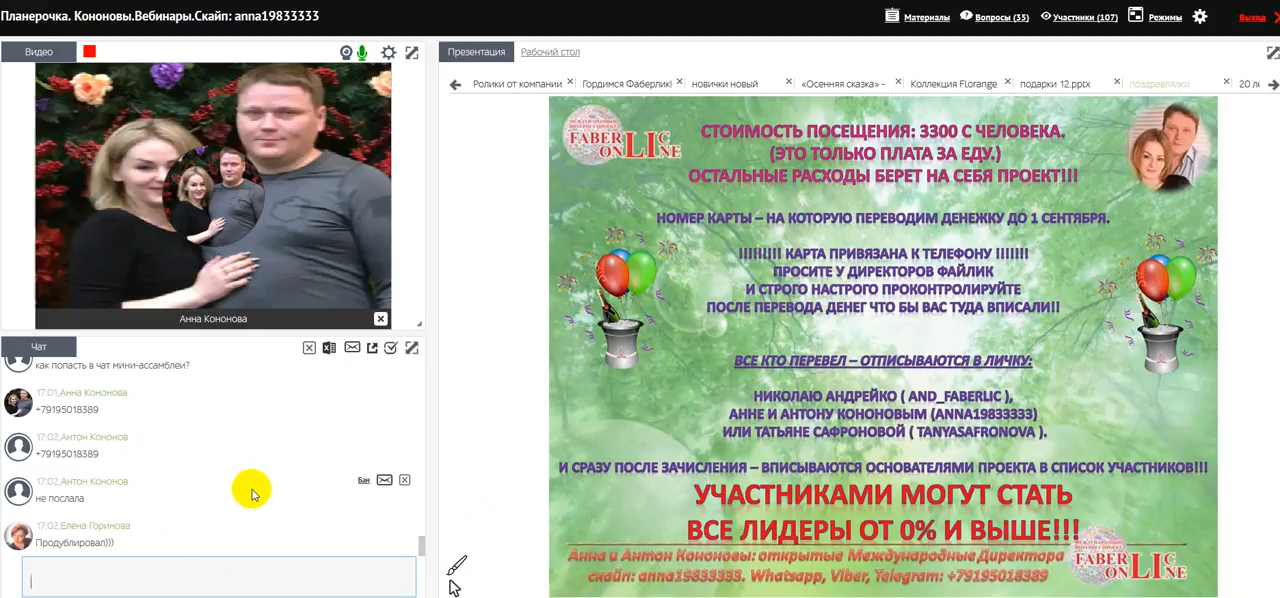 Планерочка. Кононовы.Вебинары.Скайп: anna19833333
Материалы
Вопросы (35)
Участники (107)
Режимы
Выход
Видео
Анна Кононова
Чат
как попасть в чат мини-ассамблеи?
17:01,Анна Кононова
+79195018389
17:02,Антон Кононов
+79195018389
17:02,Антон Кононов
Бан
не послала
17:02,Елена Горинова
Продублировал)))
Презентация
Рабочий стол
Ролики от компании
Гордимся Фаберлик!
новички новый
«Осенняя сказка» -
Коллекция Florange
подарки 12.pptx
поздравлялки
20 ле
FABER
ONLINE
СТОИМОСТЬ ПОСЕЩЕНИЯ: 3300 С ЧЕЛОВЕКА.
(ЭТО ТОЛЬКО ПЛАТА ЗА ЕДУ.)
ОСТАЛЬНЫЕ РАСХОДЫ БЕРЕТ НА СЕБЯ ПРОЕКТ!!!
НОМЕР КАРТЫ – НА КОТОРУЮ ПЕРЕВОДИМ ДЕНЕЖКУ ДО 1 СЕНТЯБРЯ.
!!!!!!!!! КАРТА ПРИВЯЗАНА К ТЕЛЕФОНУ !!!!!!!
ПРОСИТЕ У ДИРЕКТОРОВ ФАЙЛИК
И СТРОГО НАСТРОГО ПРОКОНТРОЛИРУЙТЕ
ПОСЛЕ ПЕРЕВОДА ДЕНЕГ ЧТО БЫ ВАС ТУДА ВПИСАЛИ!!
ВСЕ КТО ПЕРЕВЕЛ – ОТПИСЫВАЮТСЯ В ЛИЧКУ:
НИКОЛАЮ АНДРЕЙКО ( AND_FABERLIC ),
АННЕ И АНТОНУ КОНОНОВЫМ (ANNA19833333)
ИЛИ ТАТЬЯНЕ САФРОНОВОЙ ( TANYASAFRONOVA ).
И СРАЗУ ПОСЛЕ ЗАЧИСЛЕНИЯ – ВПИСЫВАЮТСЯ ОСНОВАТЕЛЯМИ ПРОЕКТА В СПИСОК УЧАСТНИКОВ!!!
УЧАСТНИКАМИ МОГУТ СТАТЬ
ВСЕ ЛИДЕРЫ ОТ 0% И ВЫШЕ!!!
Анна и Антон Кононовы: открытые Международные Директора
скайп: anna19833333. Whatsapp, Viber, Telegram: +79195018389
FABER
ONLINE